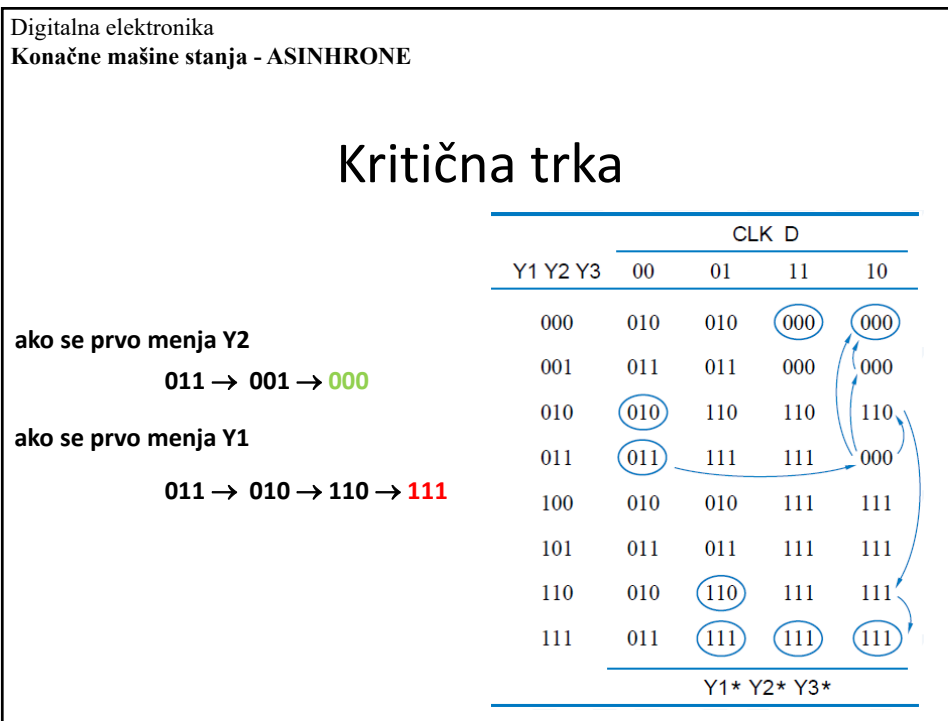 Digitalna elektronika
Konačne mašine stanja - ASINHRONE
Kritična trka
ako se prvo menja Y2
011 → 001 → 000
ako se prvo menja Y1
011 → 010 → 110 → 111
CLK D
Y1 Y2 Y3 00 01 11 10
000 010 010 000 000
001 011 011 000 000
010 010 110 110 110
011 011 111 111 000
100 010 010 111 111
101 011 011 111 111
110 010 110 111 111
111 011 111 111 111
Y1* Y2* Y3*